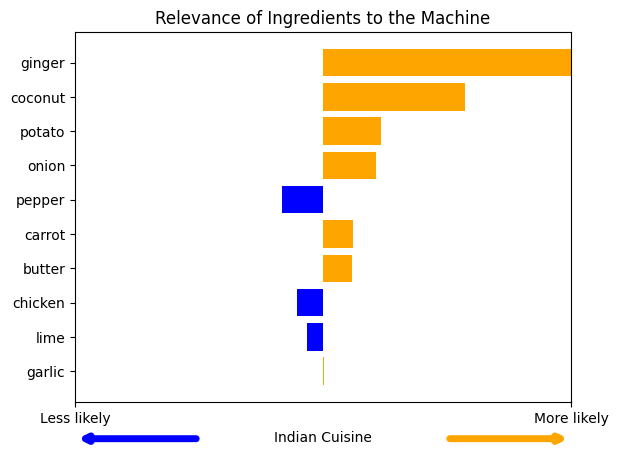 Relevance of Ingredients to the Machine
ginger
coconut
potato
onion
pepper
carrot
butter
chicken
lime
garlic
Less likely
More likely
Indian Cuisine